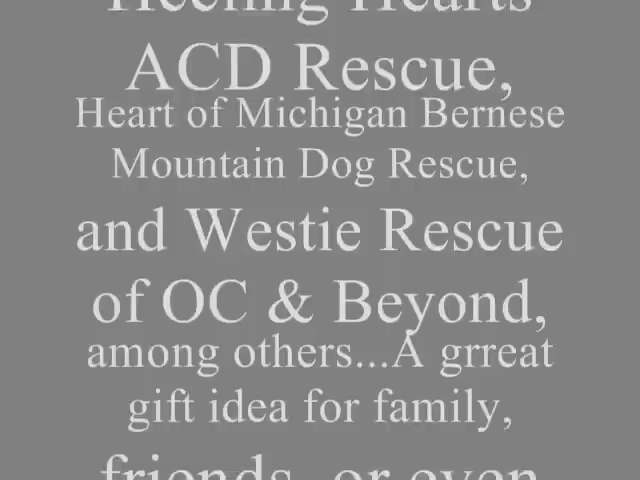 Heeling Hearts
ACD Rescue,
Heart of Michigan Bernese
Mountain Dog Rescue,
and Westie Rescue
of OC & Beyond,
among others...A grreat
gift idea for family,
friends, or even